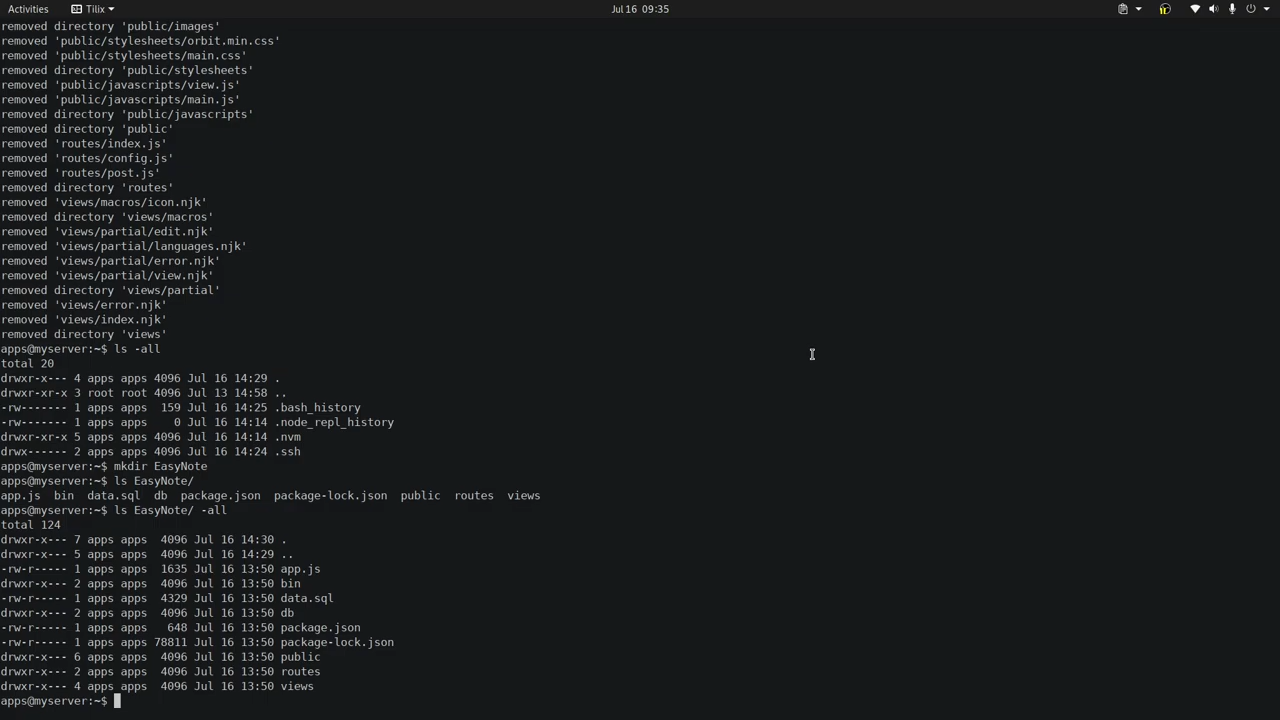 Activities Tilix Jul 16 09:35
removed directory 'public/images'
removed 'public/stylesheets/orbit.min.css'
removed 'public/stylesheets/main.css'
removed directory 'public/stylesheets'
removed 'public/javascripts/view.js'
removed 'public/javascripts/main.js'
removed directory 'public/javascripts'
removed directory 'public'
removed 'routes/index.js'
removed 'routes/config.js'
removed 'routes/post.js'
removed directory 'routes'
removed 'views/macros/icon.njk'
removed directory 'views/macros'
removed 'views/partial/edit.njk'
removed 'views/partial/languages.njk'
removed 'views/partial/error.njk'
removed 'views/partial/view.njk'
removed directory 'views/partial'
removed 'views/error.njk'
removed 'views/index.njk'
removed directory 'views'
apps@myserver:~$ ls -all
total 20
drwxr-x--- 4 apps apps 4096 Jul 16 14:29 .
drwxr-xr-x 3 root root 4096 Jul 13 14:58 ..
-rw------- 1 apps apps  159 Jul 16 14:25 .bash_history
-rw------- 1 apps apps    0 Jul 16 14:14 .node_repl_history
drwxr-xr-x 5 apps apps 4096 Jul 16 14:14 .nvm
drwx------ 2 apps apps 4096 Jul 16 14:24 .ssh
apps@myserver:~$ mkdir EasyNote
apps@myserver:~$ ls EasyNote/
app.js  bin  data.sql  db  package.json  package-lock.json  public  routes  views
apps@myserver:~$ ls EasyNote/ -all
total 124
drwxr-x--- 7 apps apps  4096 Jul 16 14:30 .
drwxr-x--- 5 apps apps  4096 Jul 16 14:29 ..
-rw-r----- 1 apps apps  1635 Jul 16 13:50 app.js
drwxr-x--- 2 apps apps  4096 Jul 16 13:50 bin
-rw-r----- 1 apps apps  4329 Jul 16 13:50 data.sql
drwxr-x--- 2 apps apps  4096 Jul 16 13:50 db
-rw-r----- 1 apps apps   648 Jul 16 13:50 package.json
-rw-r----- 1 apps apps 78811 Jul 16 13:50 package-lock.json
drwxr-x--- 6 apps apps  4096 Jul 16 13:50 public
drwxr-x--- 2 apps apps  4096 Jul 16 13:50 routes
drwxr-x--- 4 apps apps  4096 Jul 16 13:50 views
apps@myserver:~$